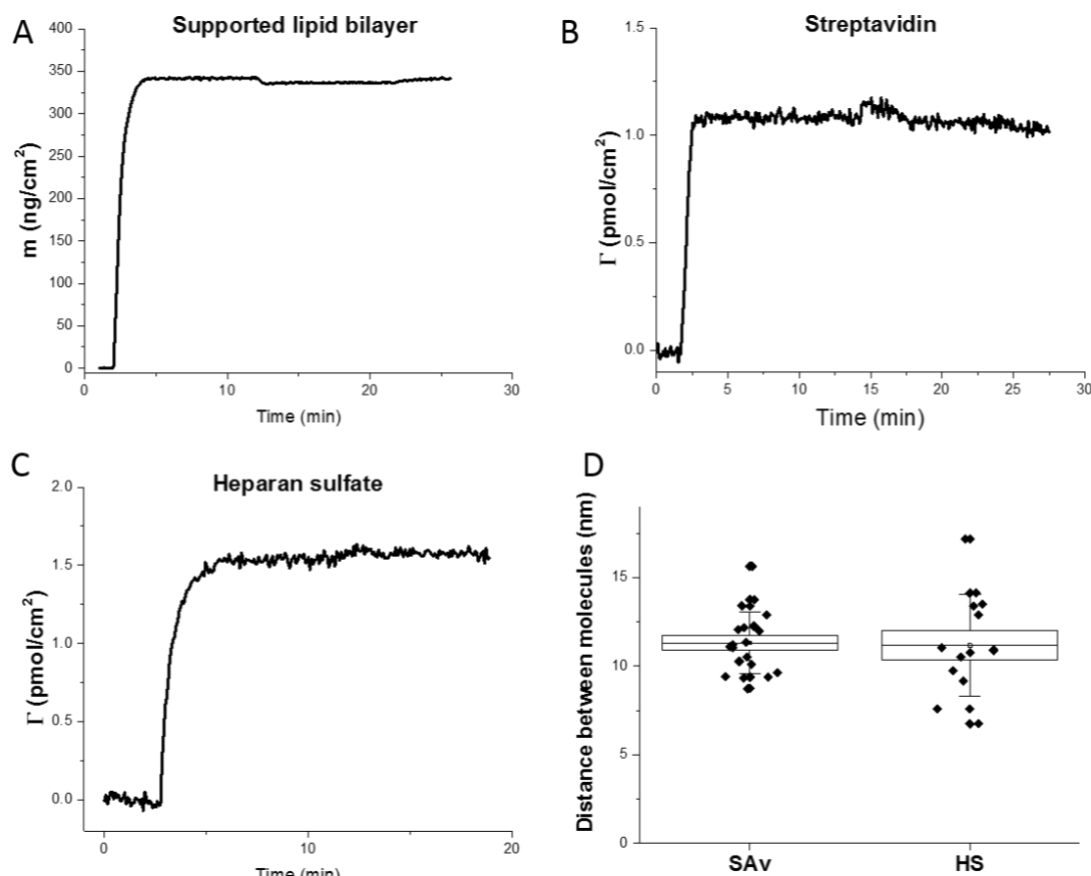 A
Supported lipid bilayer
m (ng/cm²)
400
350
300
250
200
150
100
50
0
0
10
20
30
Time (min)
B
Streptavidin
Γ (pmol/cm²)
1.5
1.0
0.5
0.0
0
5
10
15
20
25
30
Time (min)
C
Heparan sulfate
Γ (pmol/cm²)
2.0
1.5
1.0
0.5
0.0
0
10
20
Time (min)
D
Distance between molecules (nm)
15
10
5
0
SAv
HS